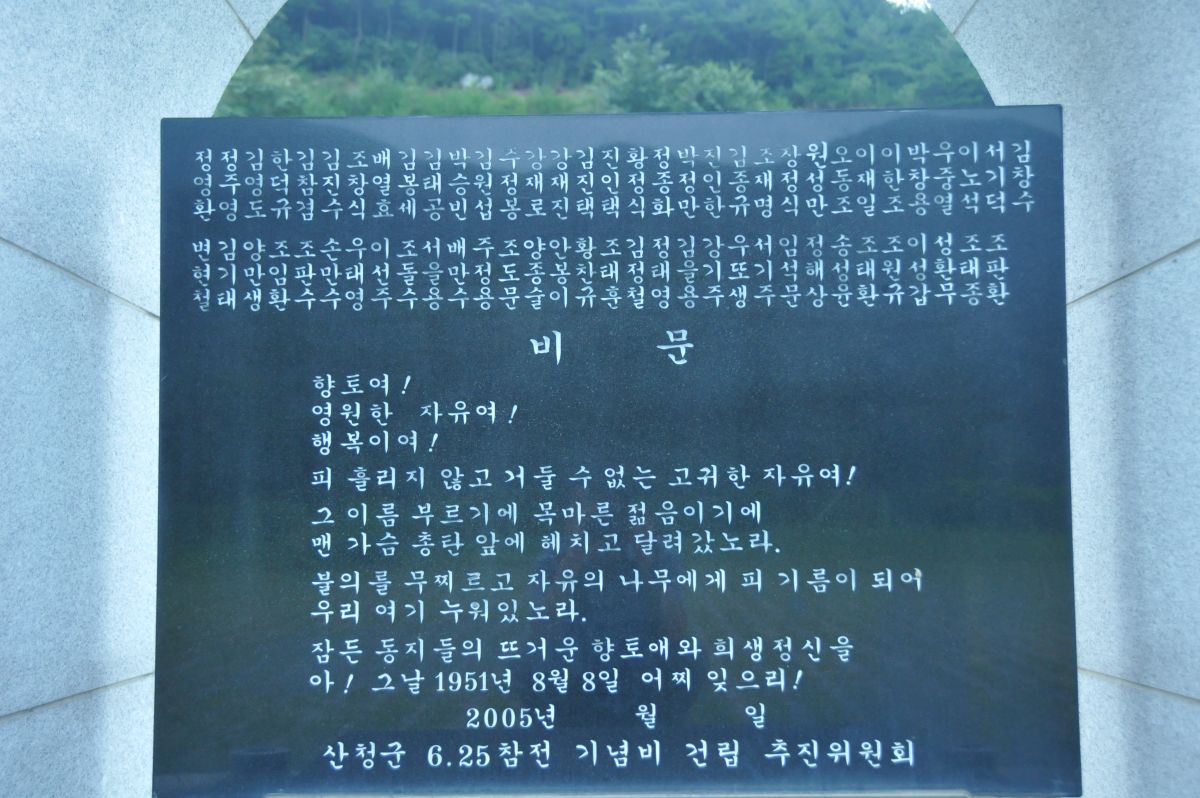 정정김한김김조배김김박김수강강김진황정박진김조장원오이이박우이서김
영주영덕참진창열봉태승원정재재진인정종정인종재정성동재한창중노기창
환영도규겸수식효세공빈섭봉로진택택식화만한규명식만조일조용열석덕수
변김양조조손우이조서배주조양안황조김정김강우서임정송조조이성조조
현기만임판만태선돌을만정도종봉찬태정태을기또기석해성태원성환태판
철태생환수수영주수용수용문술이규훈철영용주생주문상윤환규갑무종환
비 문
향토여!
영원한 자유여!
행복이여!
피 흘리지 않고 거둘 수 없는 고귀한 자유여!
그 이름 부르기에 목마른 젊음이기에
맨 가슴 총탄 앞에 헤치고 달려갔노라.
불의를 무찌르고 자유의 나무에게 피 기름이 되어
우리 여기 누워있노라.
잠든 동지들의 뜨거운 향토애와 희생정신을
아! 그날 1951년 8월 8일 어찌 잊으리!
2005년 월 일
산청군 6.25참전 기념비 건립 추진위원회